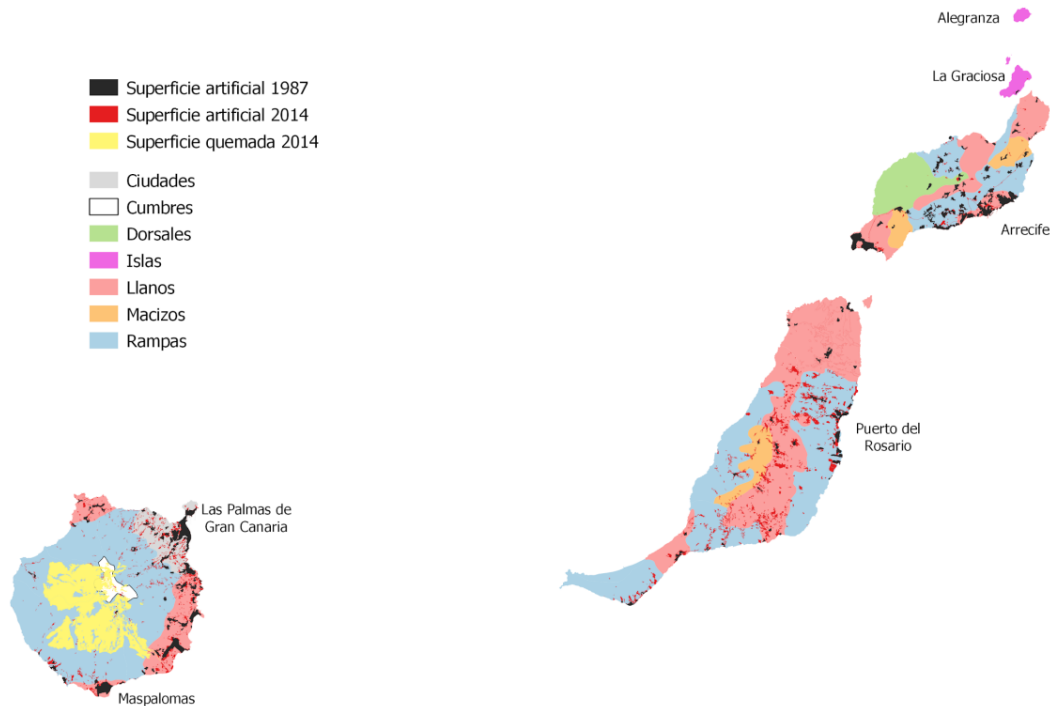 Alegranza
La Graciosa
Superficie artificial 1987
Superficie artificial 2014
Superficie quemada 2014
Ciudades
Cumbres
Dorsales
Islas
Llanos
Macizos
Rampas
Arrecife
Puerto del
Rosario
Las Palmas de
Gran Canaria
Maspalomas